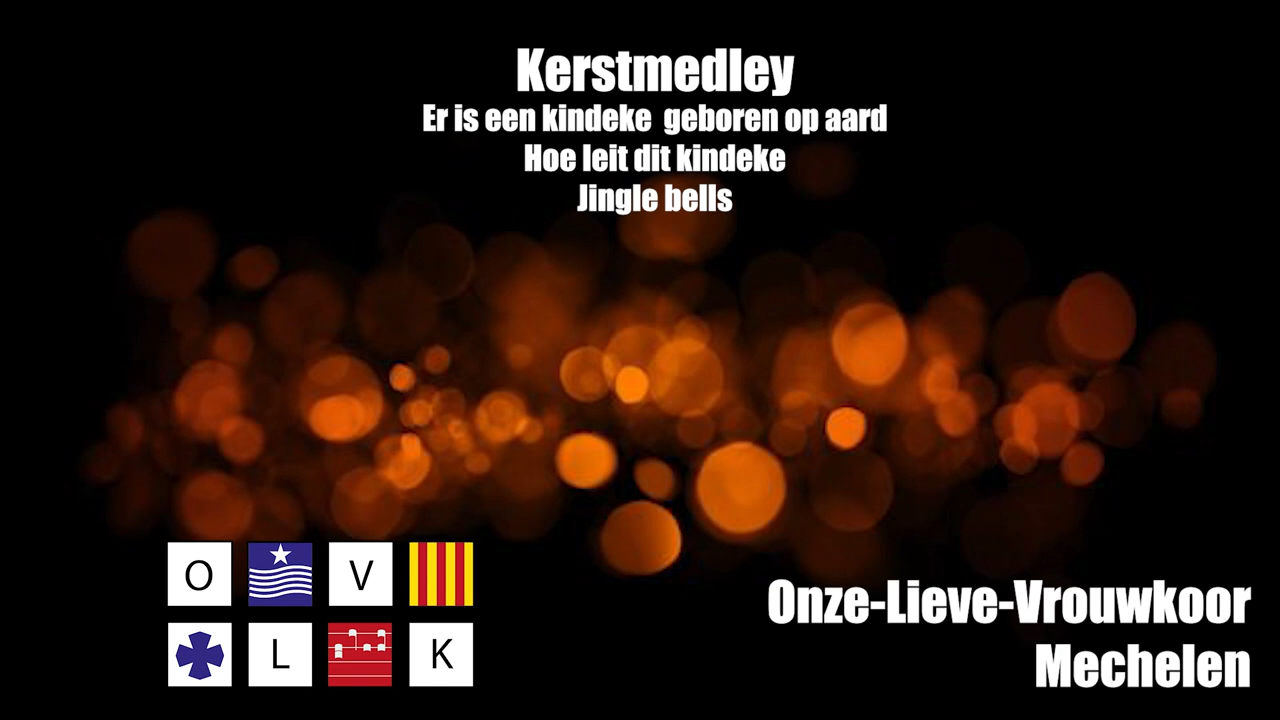 Kerstmedley
Er is een kindeke geboren op aard
Hoe leit dit kindeke
Jingle bells
O V
L K
Onze-Lieve-Vrouwkoor
Mechelen